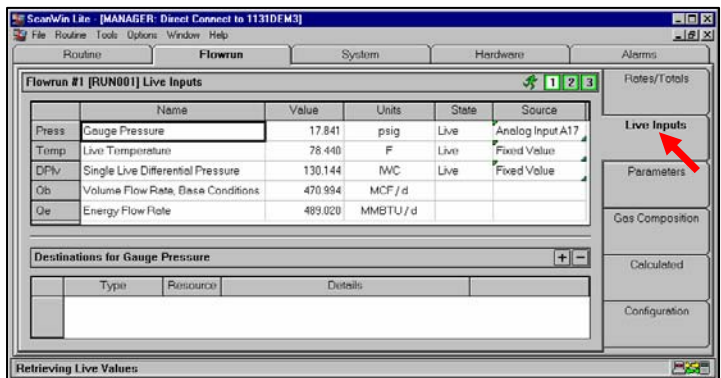 ScanWin Lite - [MANAGER: Direct Connect to 1131DEM3]
File Routine Tools Options Window Help
Routine Flowrun System Hardware Alarms
Flowrun #1 [RUN001] Live Inputs 1 2 3
Rates/Totals
Live Inputs
Parameters
Gas Composition
Calculated
Configuration
Name Value Units State Source
Press Gauge Pressure 17.841 psig Live Analog Input A17
Temp Live Temperature 78.440 F Live Fixed Value
DPlv Single Live Differential Pressure 130.144 IWC Live Fixed Value
Qb Volume Flow Rate, Base Conditions 470.994 MCF/d
Qe Energy Flow Rate 489.020 MMBTU/d
Destinations for Gauge Pressure + -
Type Resource Details
Retrieving Live Values